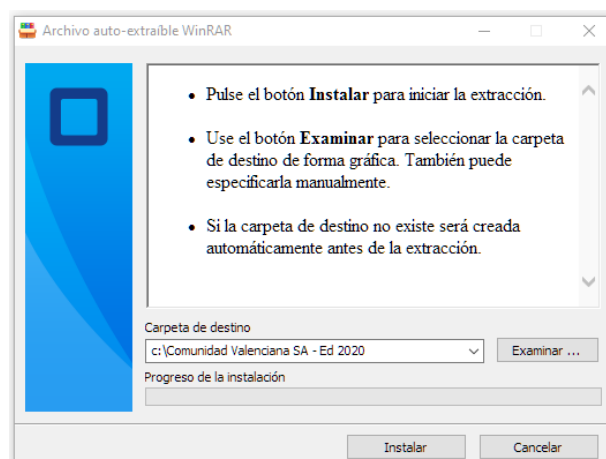 Archivo auto-extraíble WinRAR
• Pulse el botón Instalar para iniciar la extracción.
• Use el botón Examinar para seleccionar la carpeta
de destino de forma gráfica. También puede
especificarla manualmente.
• Si la carpeta de destino no existe será creada
automáticamente antes de la extracción.
Carpeta de destino
c:\Comunidad Valenciana SA - Ed 2020
Examinar ...
Progreso de la instalación
Instalar
Cancelar